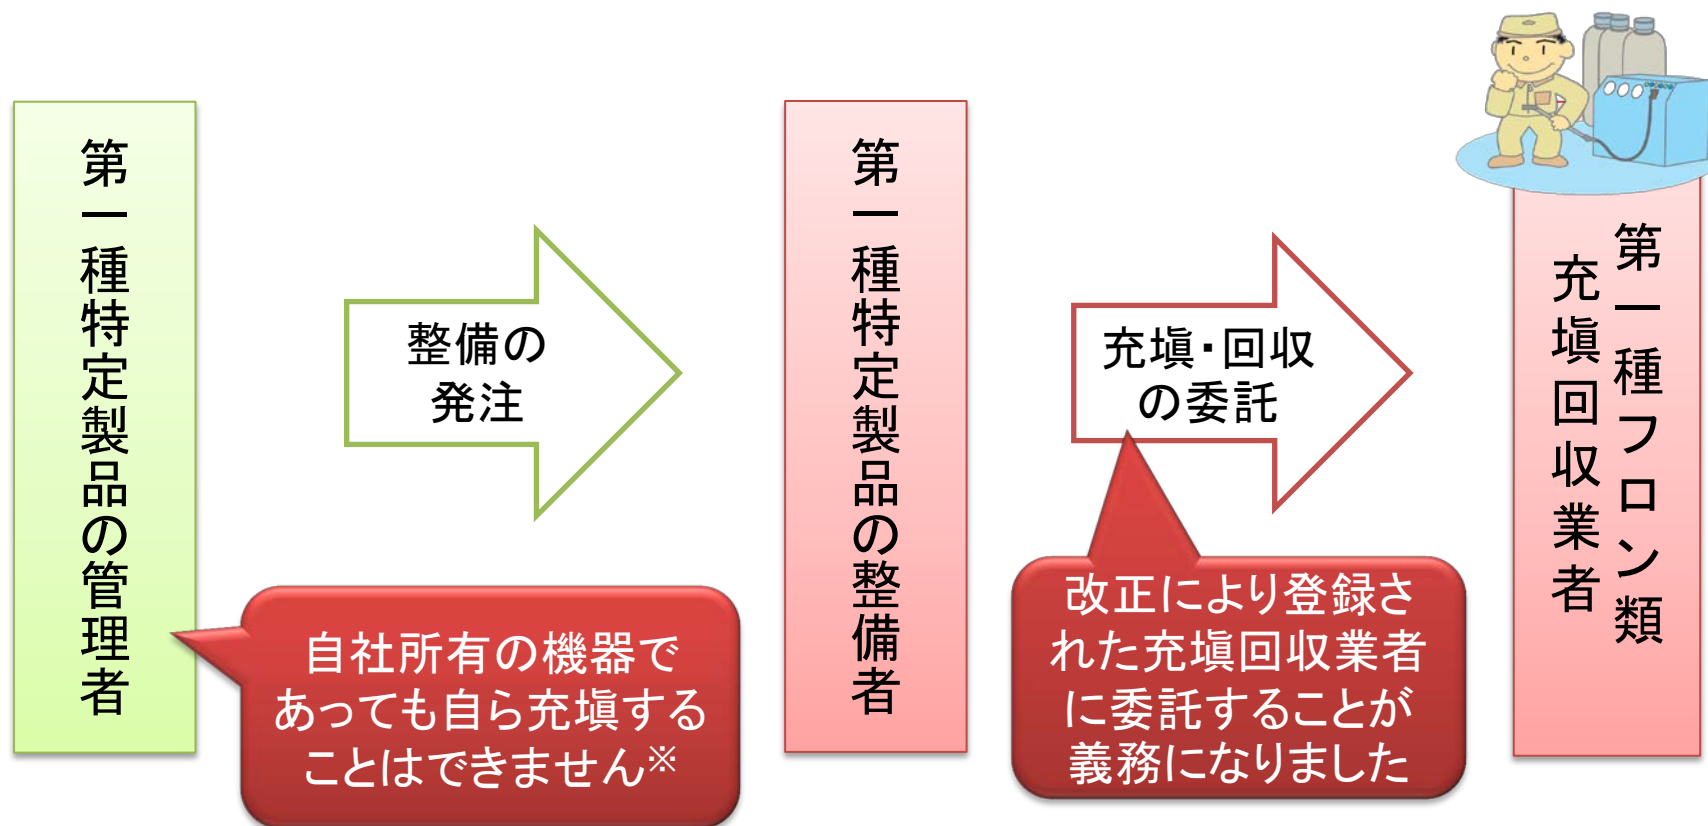 第一種特定製品の管理者
整備の
発注
自社所有の機器で
あっても自ら充塡する
ことはできません※
第一種特定製品の整備者
充塡・回収
の委託
改正により登録さ
れた充塡回収業者
に委託することが
義務になりました
第一種フロン類
充塡回収業者